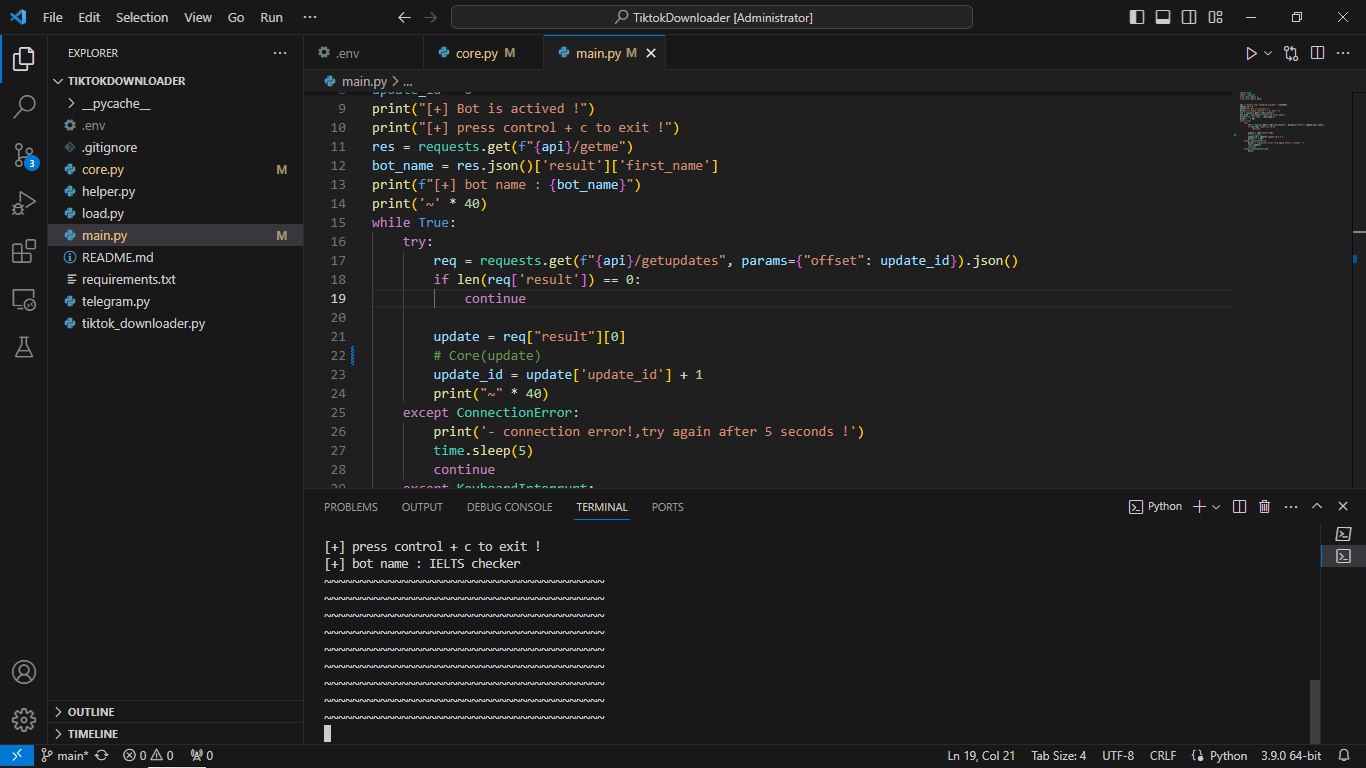 File Edit Selection View Go Run ··· TiktokDownloader [Administrator]
EXPLORER ···
TIKTOKDOWNLOADER
__pycache__
.env
.gitignore
core.py M
helper.py
load.py
main.py M
README.md
requirements.txt
telegram.py
tiktok_downloader.py
OUTLINE
TIMELINE
.env core.py M main.py M
main.py > ...
9 print("[+] Bot is actived !")
10 print("[+] press control + c to exit !")
11 res = requests.get(f"{api}/getme")
12 bot_name = res.json()['result']['first_name']
13 print(f"[+] bot name : {bot_name}")
14 print('~' * 40)
15 while True:
16 try:
17 req = requests.get(f"{api}/getupdates", params={"offset": update_id}).json()
18 if len(req['result']) == 0:
19 continue
20
21 update = req["result"][0]
22 # Core(update)
23 update_id = update['update_id'] + 1
24 print("~" * 40)
25 except ConnectionError:
26 print('- connection error!,try again after 5 seconds !')
27 time.sleep(5)
28 continue
29 except KeyboardInterrupt:
PROBLEMS OUTPUT DEBUG CONSOLE TERMINAL PORTS Python
[+] press control + c to exit !
[+] bot name : IELTS checker
~~~~~~~~~~~~~~~~~~~~~~~~~~~~~~~~~~~~~~~~
~~~~~~~~~~~~~~~~~~~~~~~~~~~~~~~~~~~~~~~~
~~~~~~~~~~~~~~~~~~~~~~~~~~~~~~~~~~~~~~~~
~~~~~~~~~~~~~~~~~~~~~~~~~~~~~~~~~~~~~~~~
~~~~~~~~~~~~~~~~~~~~~~~~~~~~~~~~~~~~~~~~
~~~~~~~~~~~~~~~~~~~~~~~~~~~~~~~~~~~~~~~~
~~~~~~~~~~~~~~~~~~~~~~~~~~~~~~~~~~~~~~~~
~~~~~~~~~~~~~~~~~~~~~~~~~~~~~~~~~~~~~~~~
~~~~~~~~~~~~~~~~~~~~~~~~~~~~~~~~~~~~~~~~
3
main* 0 0 0 Ln 19, Col 21 Tab Size: 4 UTF-8 CRLF Python 3.9.0 64-bit